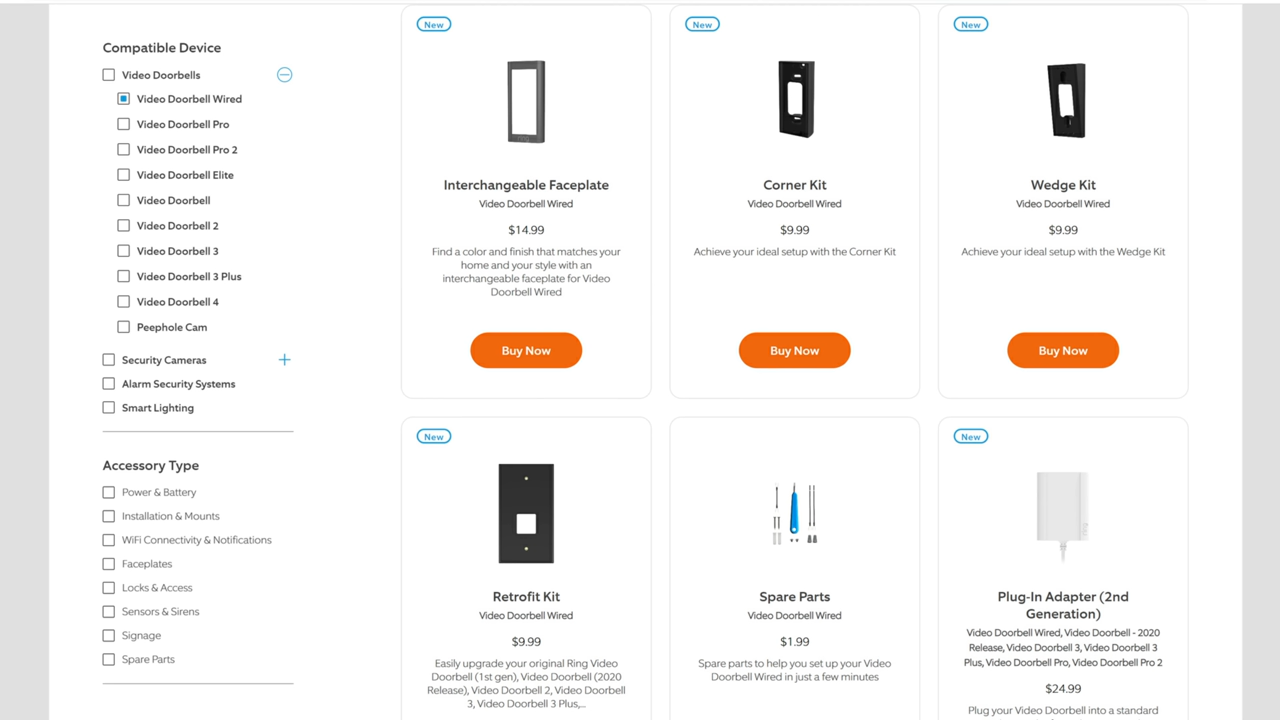 Compatible Device
Video Doorbells
Video Doorbell Wired
Video Doorbell Pro
Video Doorbell Pro 2
Video Doorbell Elite
Video Doorbell
Video Doorbell 2
Video Doorbell 3
Video Doorbell 3 Plus
Video Doorbell 4
Peephole Cam
Security Cameras
Alarm Security Systems
Smart Lighting
Accessory Type
Power & Battery
Installation & Mounts
WiFi Connectivity & Notifications
Faceplates
Locks & Access
Sensors & Sirens
Signage
Spare Parts
New
Interchangeable Faceplate
Video Doorbell Wired
$14.99
Find a color and finish that matches your
home and your style with an
interchangeable faceplate for Video
Doorbell Wired
Buy Now
New
Corner Kit
Video Doorbell Wired
$9.99
Achieve your ideal setup with the Corner Kit
Buy Now
New
Wedge Kit
Video Doorbell Wired
$9.99
Achieve your ideal setup with the Wedge Kit
Buy Now
New
Retrofit Kit
Video Doorbell Wired
$9.99
Easily upgrade your original Ring Video
Doorbell (1st gen), Video Doorbell (2020
Release), Video Doorbell 2, Video Doorbell
3, Video Doorbell 3 Plus,...
Spare Parts
Video Doorbell Wired
$1.99
Spare parts to help you set up your Video
Doorbell Wired in just a few minutes
New
ring
Plug-In Adapter (2nd
Generation)
Video Doorbell Wired, Video Doorbell - 2020
Release, Video Doorbell 3, Video Doorbell 3
Plus, Video Doorbell Pro, Video Doorbell Pro 2
$24.99
Plug your Video Doorbell into a standard